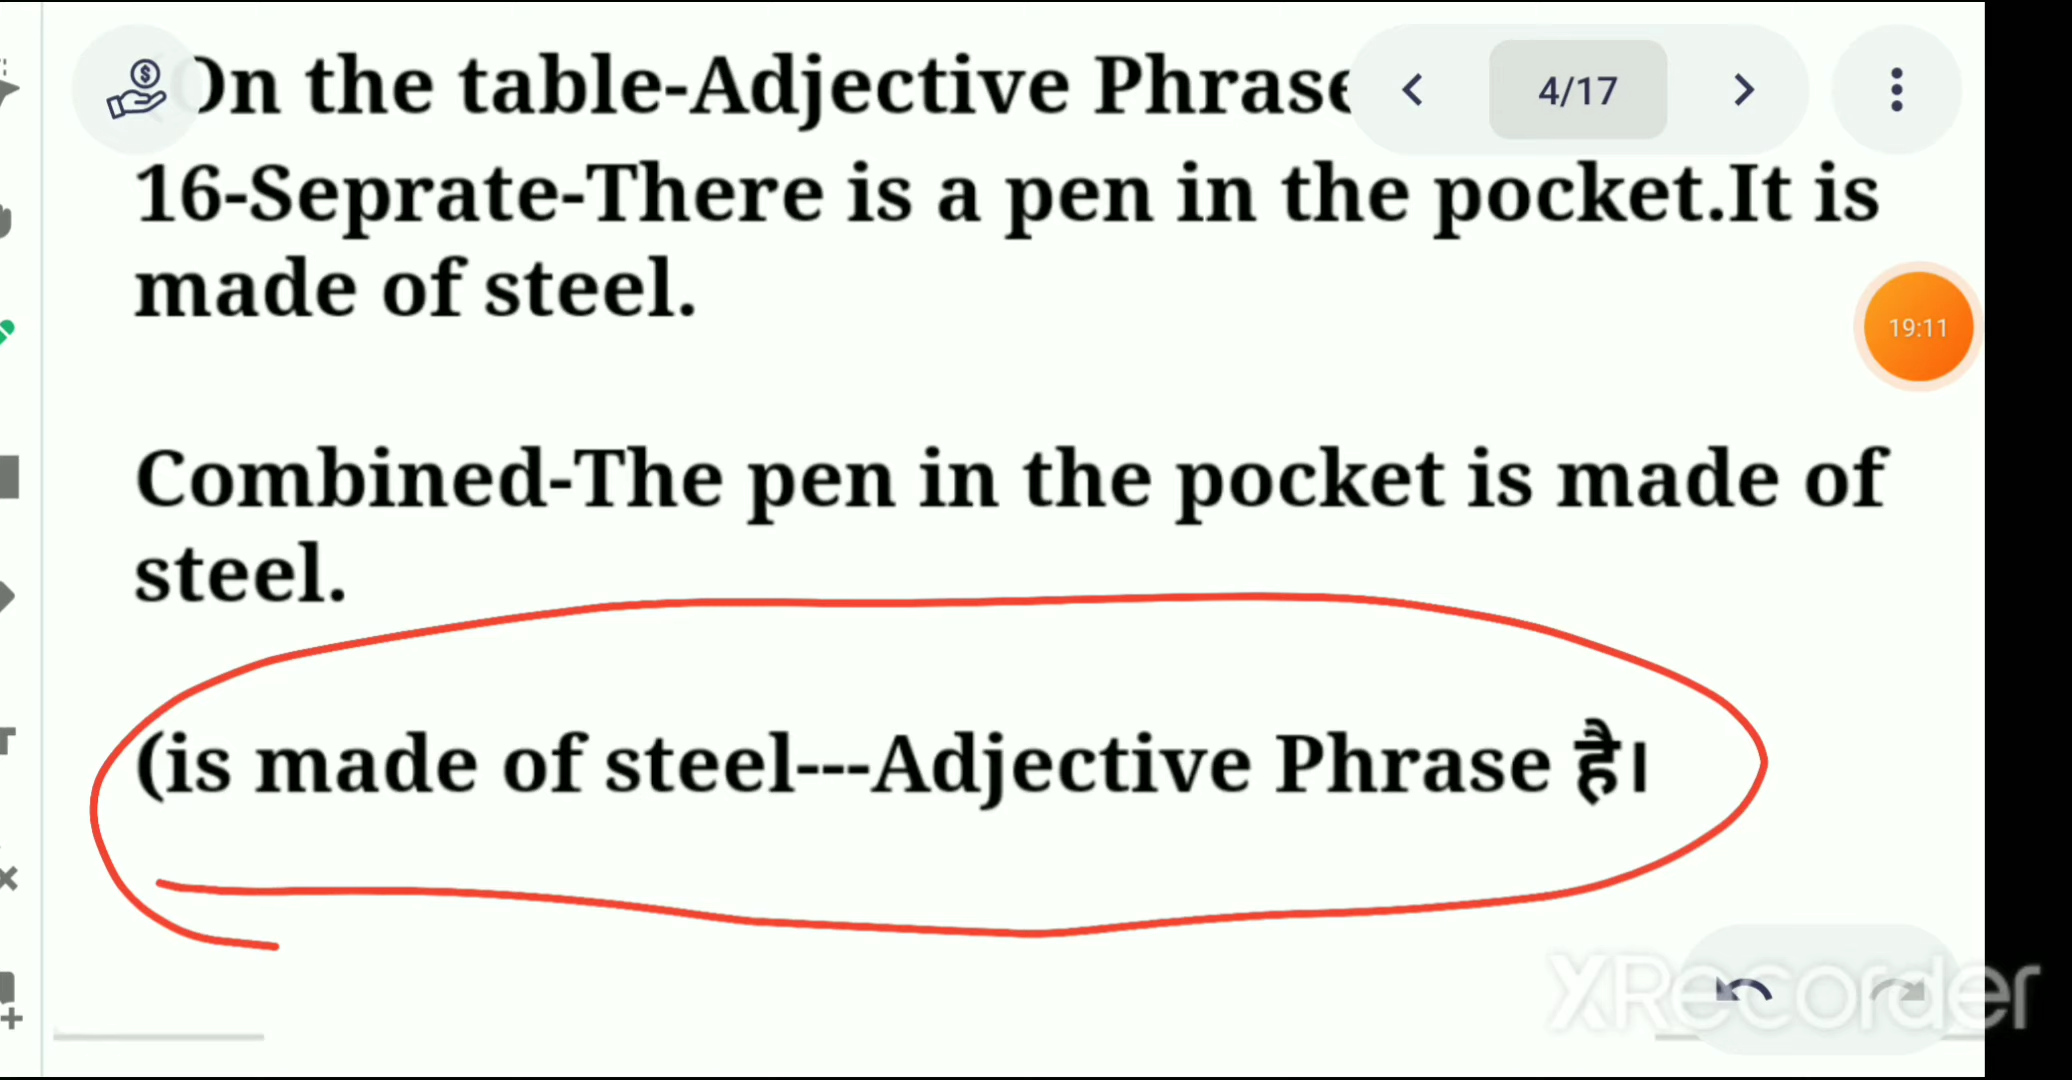 On the table-Adjective Phrase
4/17
16-Seprate-There is a pen in the pocket.It is
made of steel.
19:11
Combined-The pen in the pocket is made of
steel.
(is made of steel---Adjective Phrase है।
XRecorder